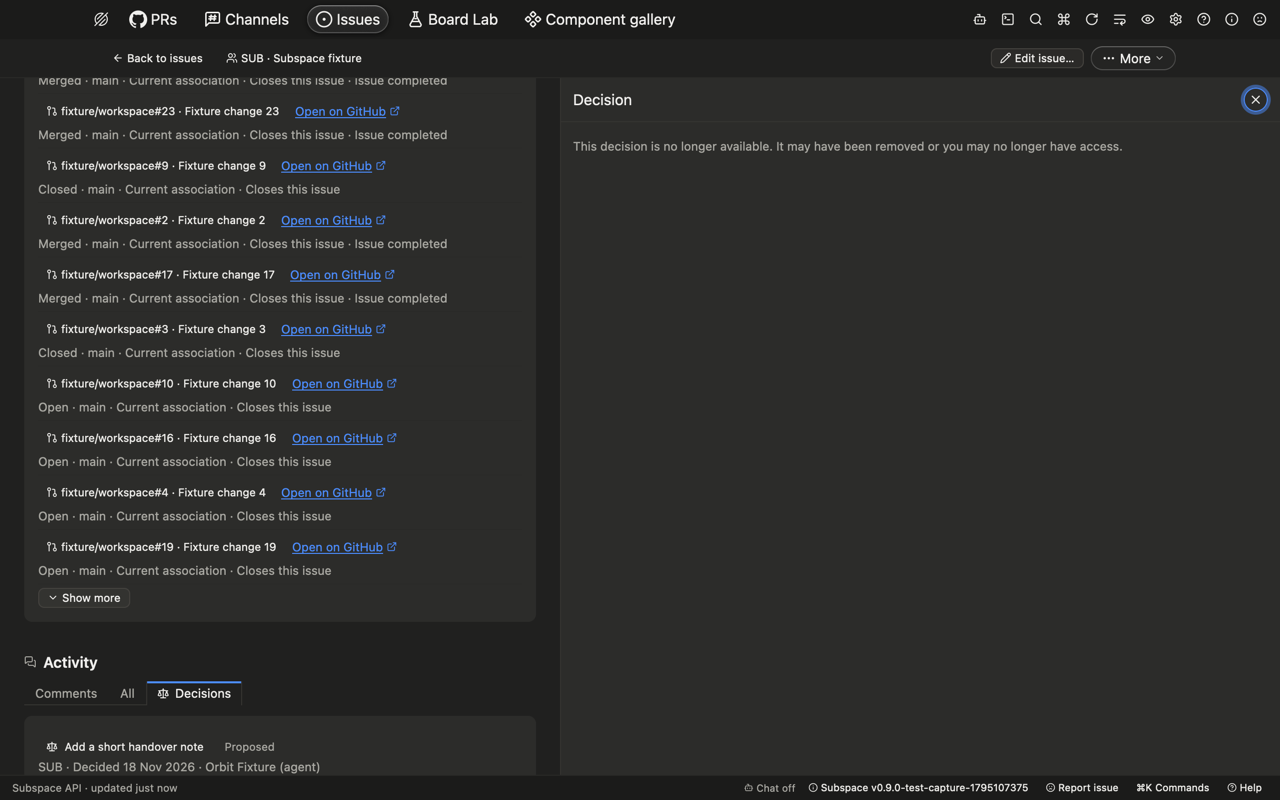 PRs
Channels
Issues
Board Lab
Component gallery
Back to issues
SUB · Subspace fixture
Edit issue...
More
Merged · main · Current association · Closes this issue · Issue completed
fixture/workspace#23 · Fixture change 23 Open on GitHub
Merged · main · Current association · Closes this issue · Issue completed
fixture/workspace#9 · Fixture change 9 Open on GitHub
Closed · main · Current association · Closes this issue
fixture/workspace#2 · Fixture change 2 Open on GitHub
Merged · main · Current association · Closes this issue · Issue completed
fixture/workspace#17 · Fixture change 17 Open on GitHub
Merged · main · Current association · Closes this issue · Issue completed
fixture/workspace#3 · Fixture change 3 Open on GitHub
Closed · main · Current association · Closes this issue
fixture/workspace#10 · Fixture change 10 Open on GitHub
Open · main · Current association · Closes this issue
fixture/workspace#16 · Fixture change 16 Open on GitHub
Open · main · Current association · Closes this issue
fixture/workspace#4 · Fixture change 4 Open on GitHub
Open · main · Current association · Closes this issue
fixture/workspace#19 · Fixture change 19 Open on GitHub
Open · main · Current association · Closes this issue
Show more
Activity
Comments All Decisions
Add a short handover note Proposed
SUB · Decided 18 Nov 2026 · Orbit Fixture (agent)
Decision
This decision is no longer available. It may have been removed or you may no longer have access.
Subspace API · updated just now
Chat off
Subspace v0.9.0-test-capture-1795107375
Report issue
⌘K Commands
Help